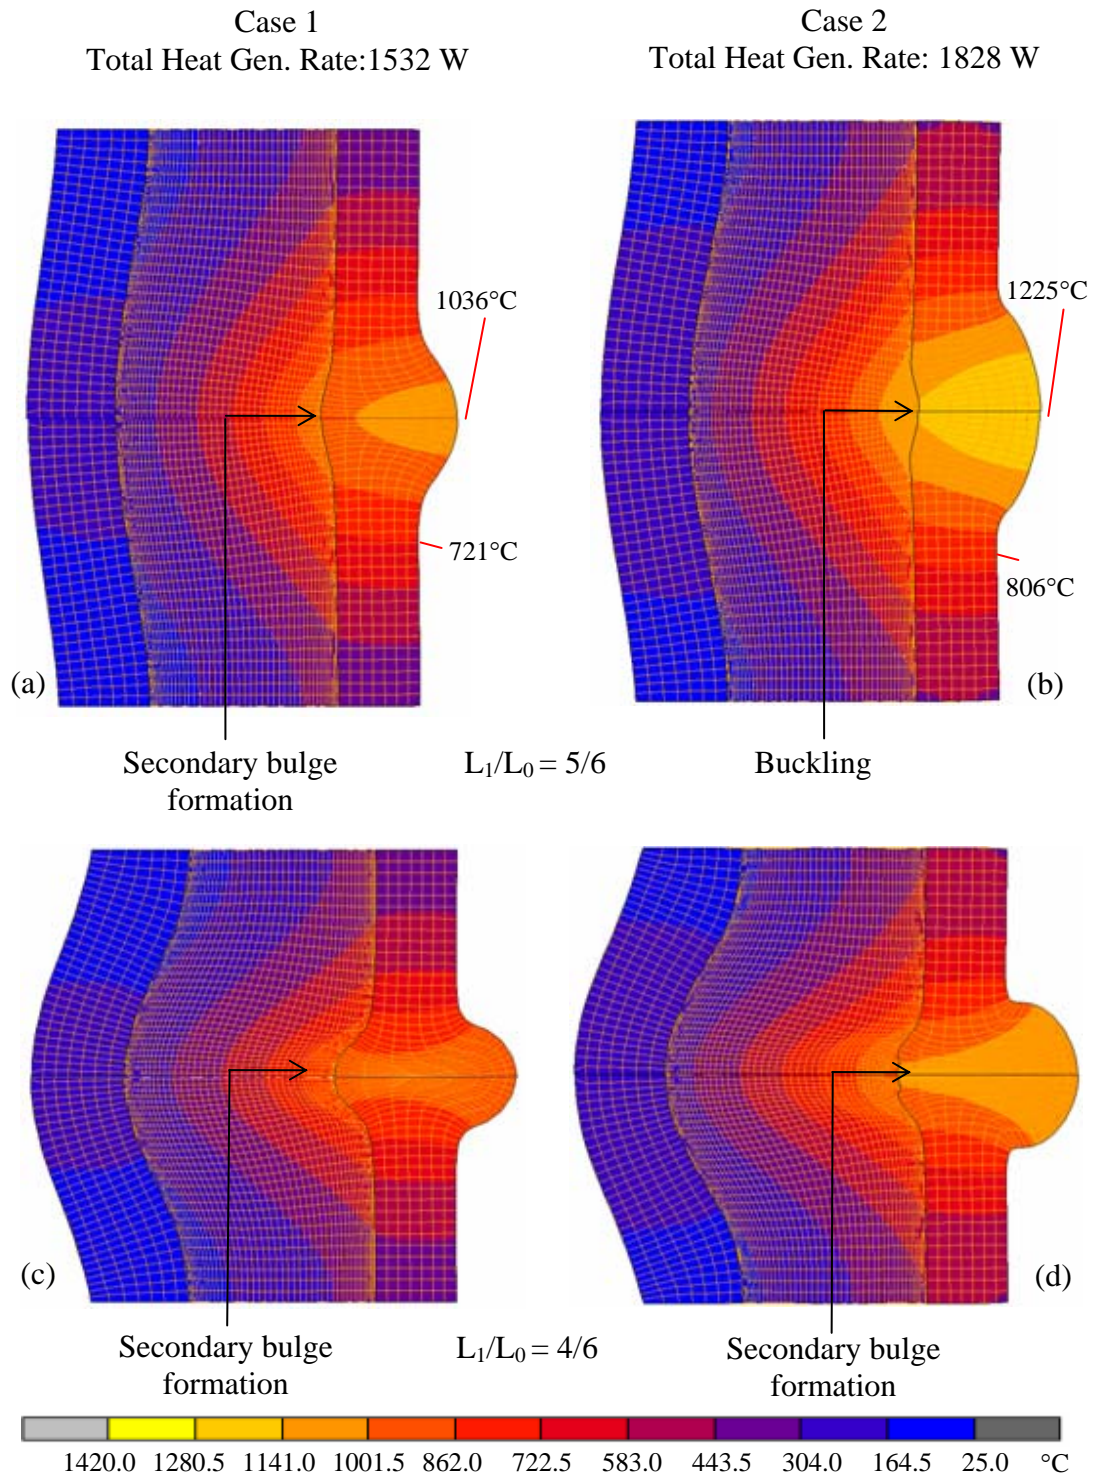 Case 1
Total Heat Gen. Rate:1532 W
Case 2
Total Heat Gen. Rate: 1828 W
1036°C
721°C
(a)
1225°C
806°C
(b)
Secondary bulge
formation
L₁/L₀ = 5/6
Buckling
(c)
(d)
Secondary bulge
formation
L₁/L₀ = 4/6
Secondary bulge
formation
1420.0 1280.5 1141.0 1001.5 862.0 722.5 583.0 443.5 304.0 164.5 25.0 °C